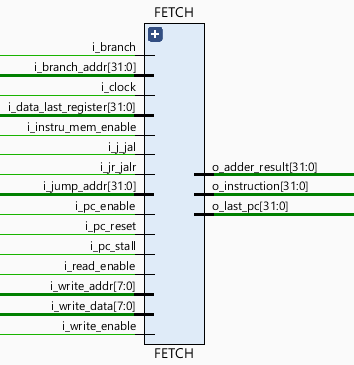 FETCH
i_branch
i_branch_addr[31:0]
i_clock
i_data_last_register[31:0]
i_instru_mem_enable
i_j_jal
i_jr_jalr
i_jump_addr[31:0]
i_pc_enable
i_pc_reset
i_pc_stall
i_read_enable
i_write_addr[7:0]
i_write_data[7:0]
i_write_enable
o_adder_result[31:0]
o_instruction[31:0]
o_last_pc[31:0]
FETCH